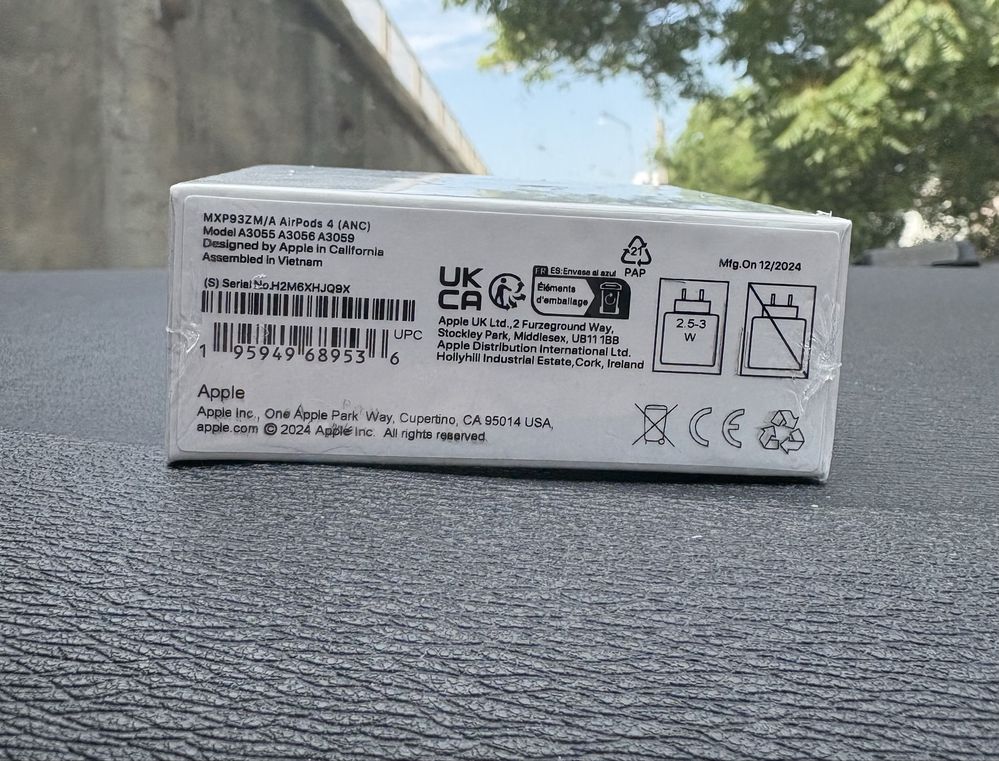 MXP93ZM/A AirPods 4 (ANC)
Model A3055 A3056 A3059
Designed by Apple in California
Assembled in Vietnam
(S) Serial No.H2M6XHJQ9X
UPC
1 95949 68953 6
Apple
Apple Inc., One Apple Park Way, Cupertino, CA 95014 USA,
apple.com © 2024 Apple Inc. All rights reserved
UK
CA
FR ES:Envase al azul
Éléments
d'emballage
Apple UK Ltd.,2 Furzeground Way,
Stockley Park, Middlesex, UB11 1BB
Apple Distribution International Ltd.
Hollyhill Industrial Estate,Cork, Ireland
21
PAP
Mfg.On 12/2024
2.5-3
W
CE